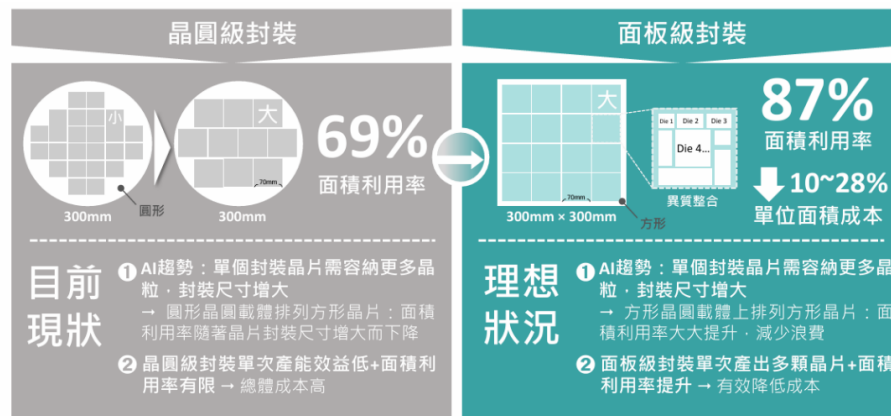 晶圓級封裝
小
大
70mm
圓形
300mm
300mm
69%
面積利用率
目前
現狀
1 AI趨勢：單個封裝晶片需容納更多晶
粒，封裝尺寸增大
→ 圓形晶圓載體排列方形晶片：面積
利用率隨著晶片封裝尺寸增大而下降
2 晶圓級封裝單次產能效益低+面積利
用率有限 → 總體成本高
面板級封裝
大
70mm
300mm × 300mm
方形
Die 1 Die 2 Die 3
Die 4...
異質整合
87%
面積利用率
10~28%
單位面積成本
理想
狀況
1 AI趨勢：單個封裝晶片需容納更多晶
粒，封裝尺寸增大
→ 方形晶圓載體上排列方形晶片：面
積利用率大大提升，減少浪費
2 面板級封裝單次產出多顆晶片+面積
利用率提升 → 有效降低成本